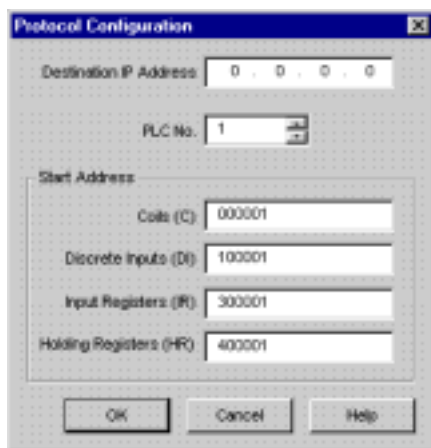 Protocol Configuration
Destination IP Address 0 . 0 . 0 . 0
PLC No. 1
Start Address
Coils (C) 000001
Discrete Inputs (DI) 100001
Input Registers (IR) 300001
Holding Registers (HR) 400001
OK Cancel Help